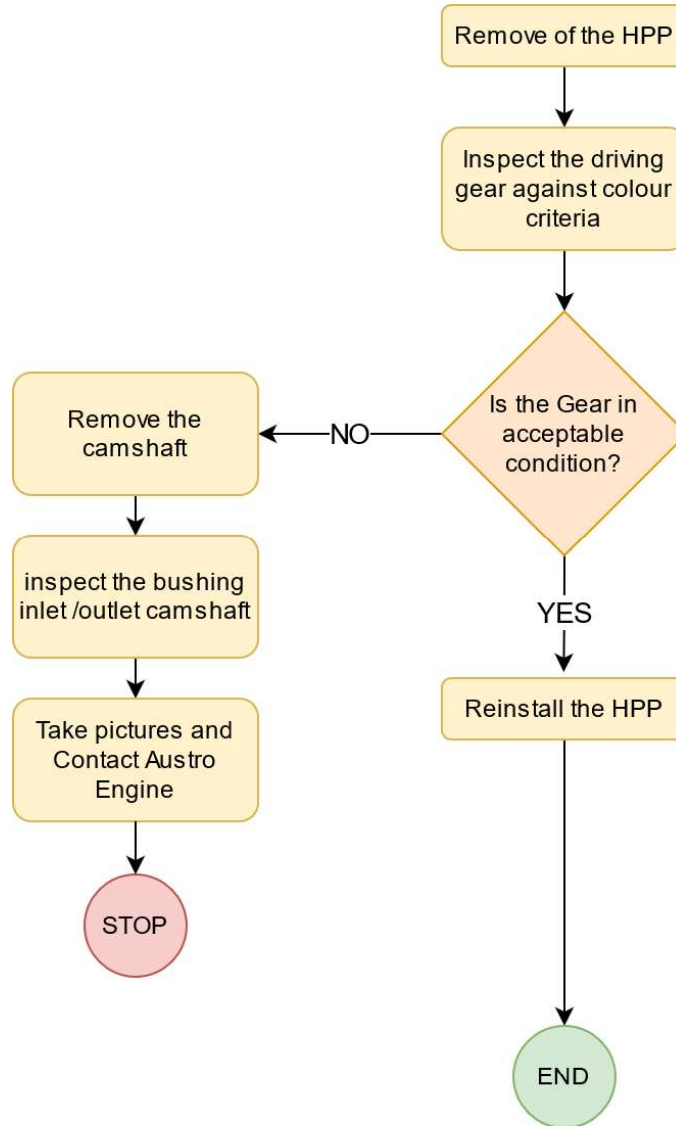 Remove of the HPP
Inspect the driving
gear against colour
criteria
Is the Gear in
acceptable
condition?
NO
Remove the
camshaft
inspect the bushing
inlet /outlet camshaft
Take pictures and
Contact Austro
Engine
STOP
YES
Reinstall the HPP
END